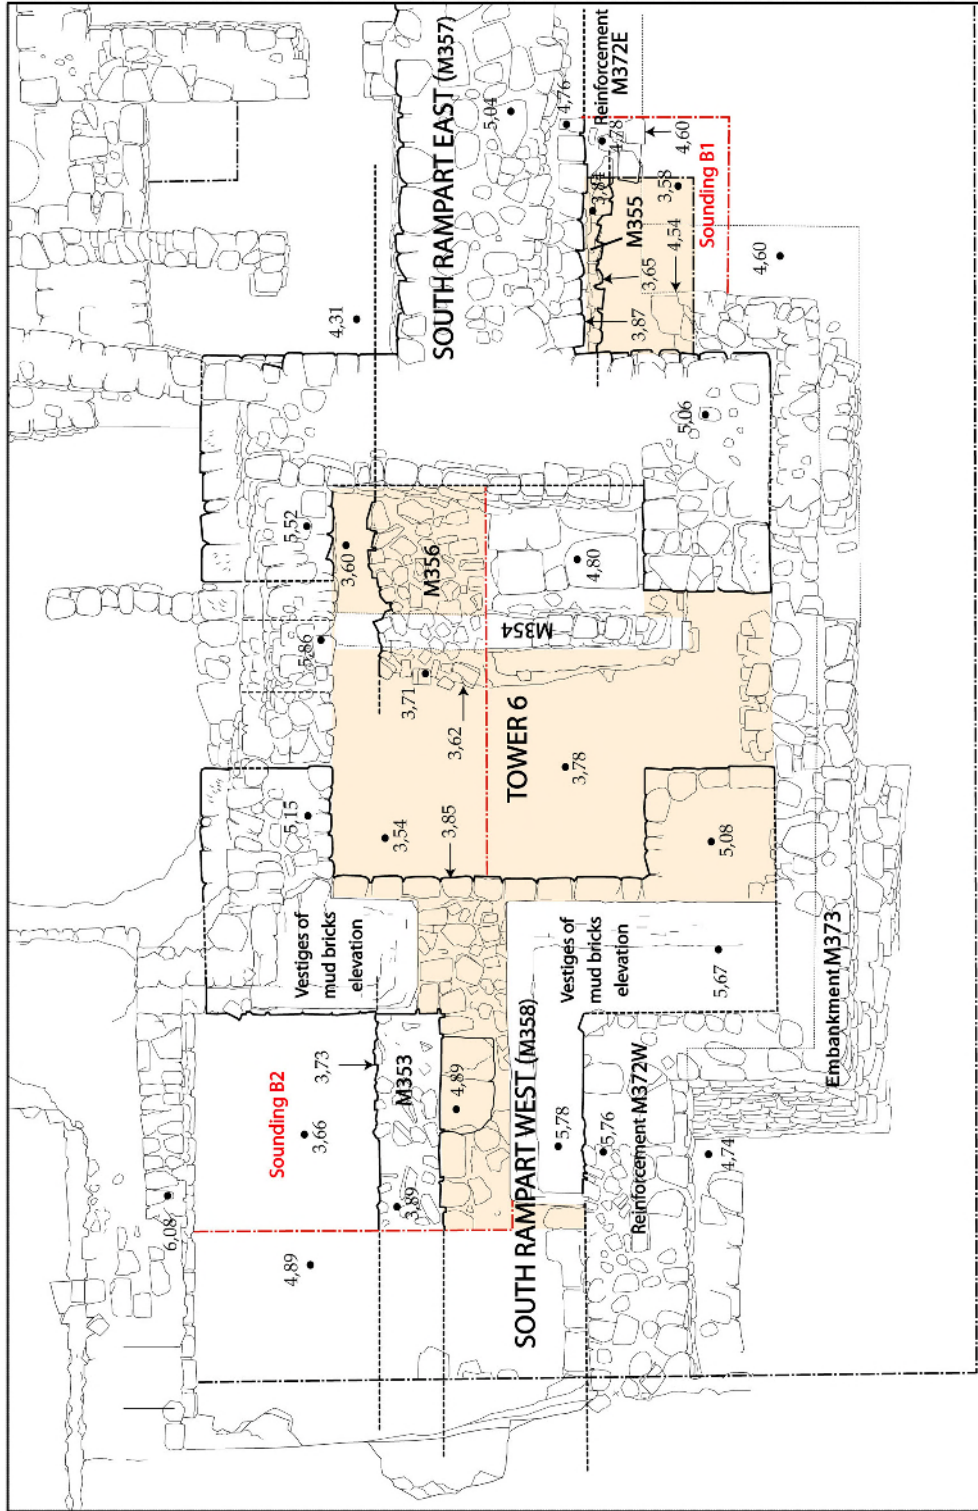 SOUTH RAMPART EAST (M357)
5,04
4,76
Reinforcement
M372E
4,78
4,60
3,84
3,58
M355
4,54
Sounding B1
3,65
3,87
4,60
4,31
5,06
5,52
3,60
M356
4,80
M354
5,86
3,71
3,62
TOWER 6
3,78
5,15
3,54
3,85
5,08
Vestiges of
mud bricks
elevation
Vestiges of
mud bricks
elevation
5,67
Embankment M373
Sounding B2
3,73
M353
3,66
4,89
3,89
6,08
4,89
SOUTH RAMPART WEST (M358)
5,78
5,76
Reinforcement M372W
4,74